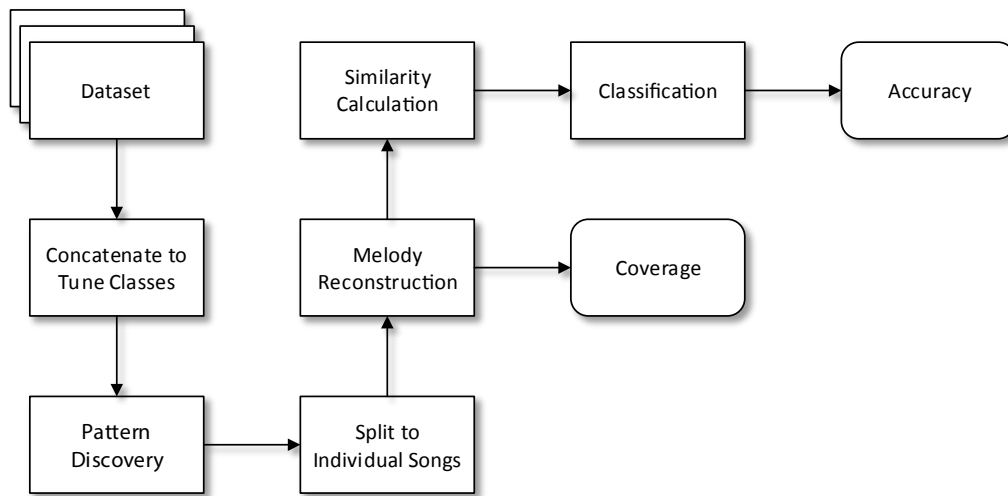 Dataset
Similarity
Calculation
Classification
Accuracy
Concatenate to
Tune Classes
Melody
Reconstruction
Coverage
Pattern
Discovery
Split to
Individual Songs